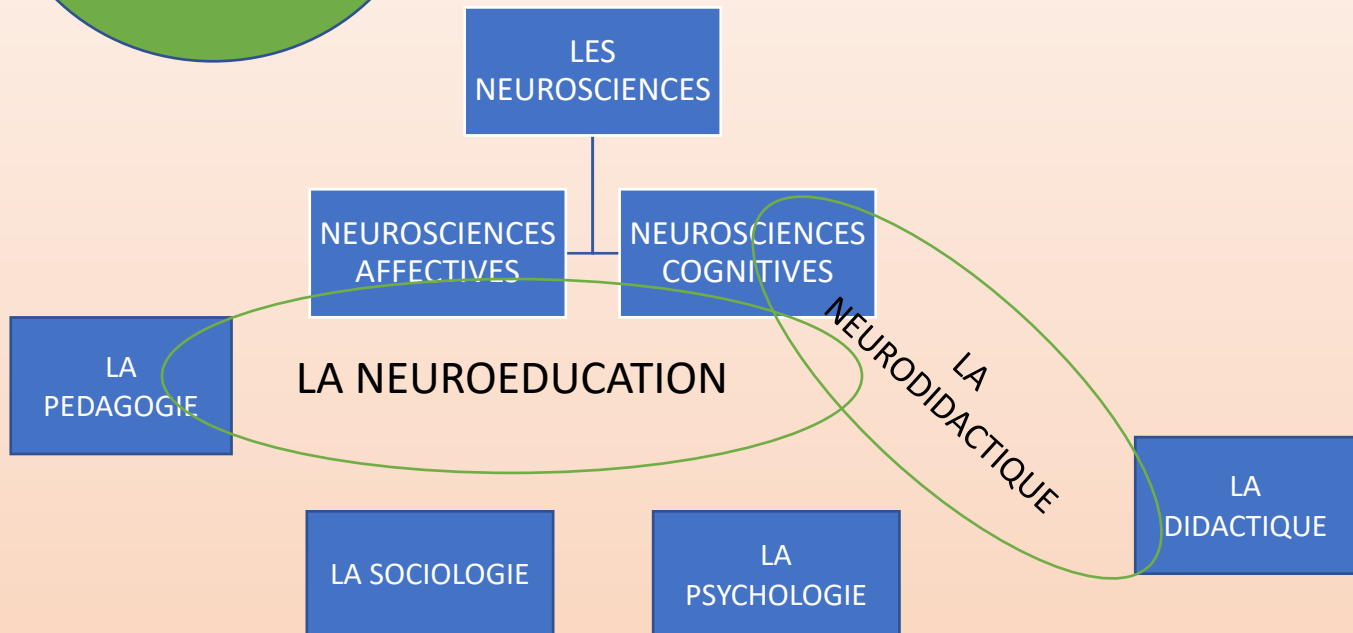 LES
NEUROSCIENCES
NEUROSCIENCES
AFFECTIVES
NEUROSCIENCES
COGNITIVES
LA
PEDAGOGIE
LA NEUROEDUCATION
LA
NEURODIDACTIQUE
LA
DIDACTIQUE
LA SOCIOLOGIE
LA
PSYCHOLOGIE